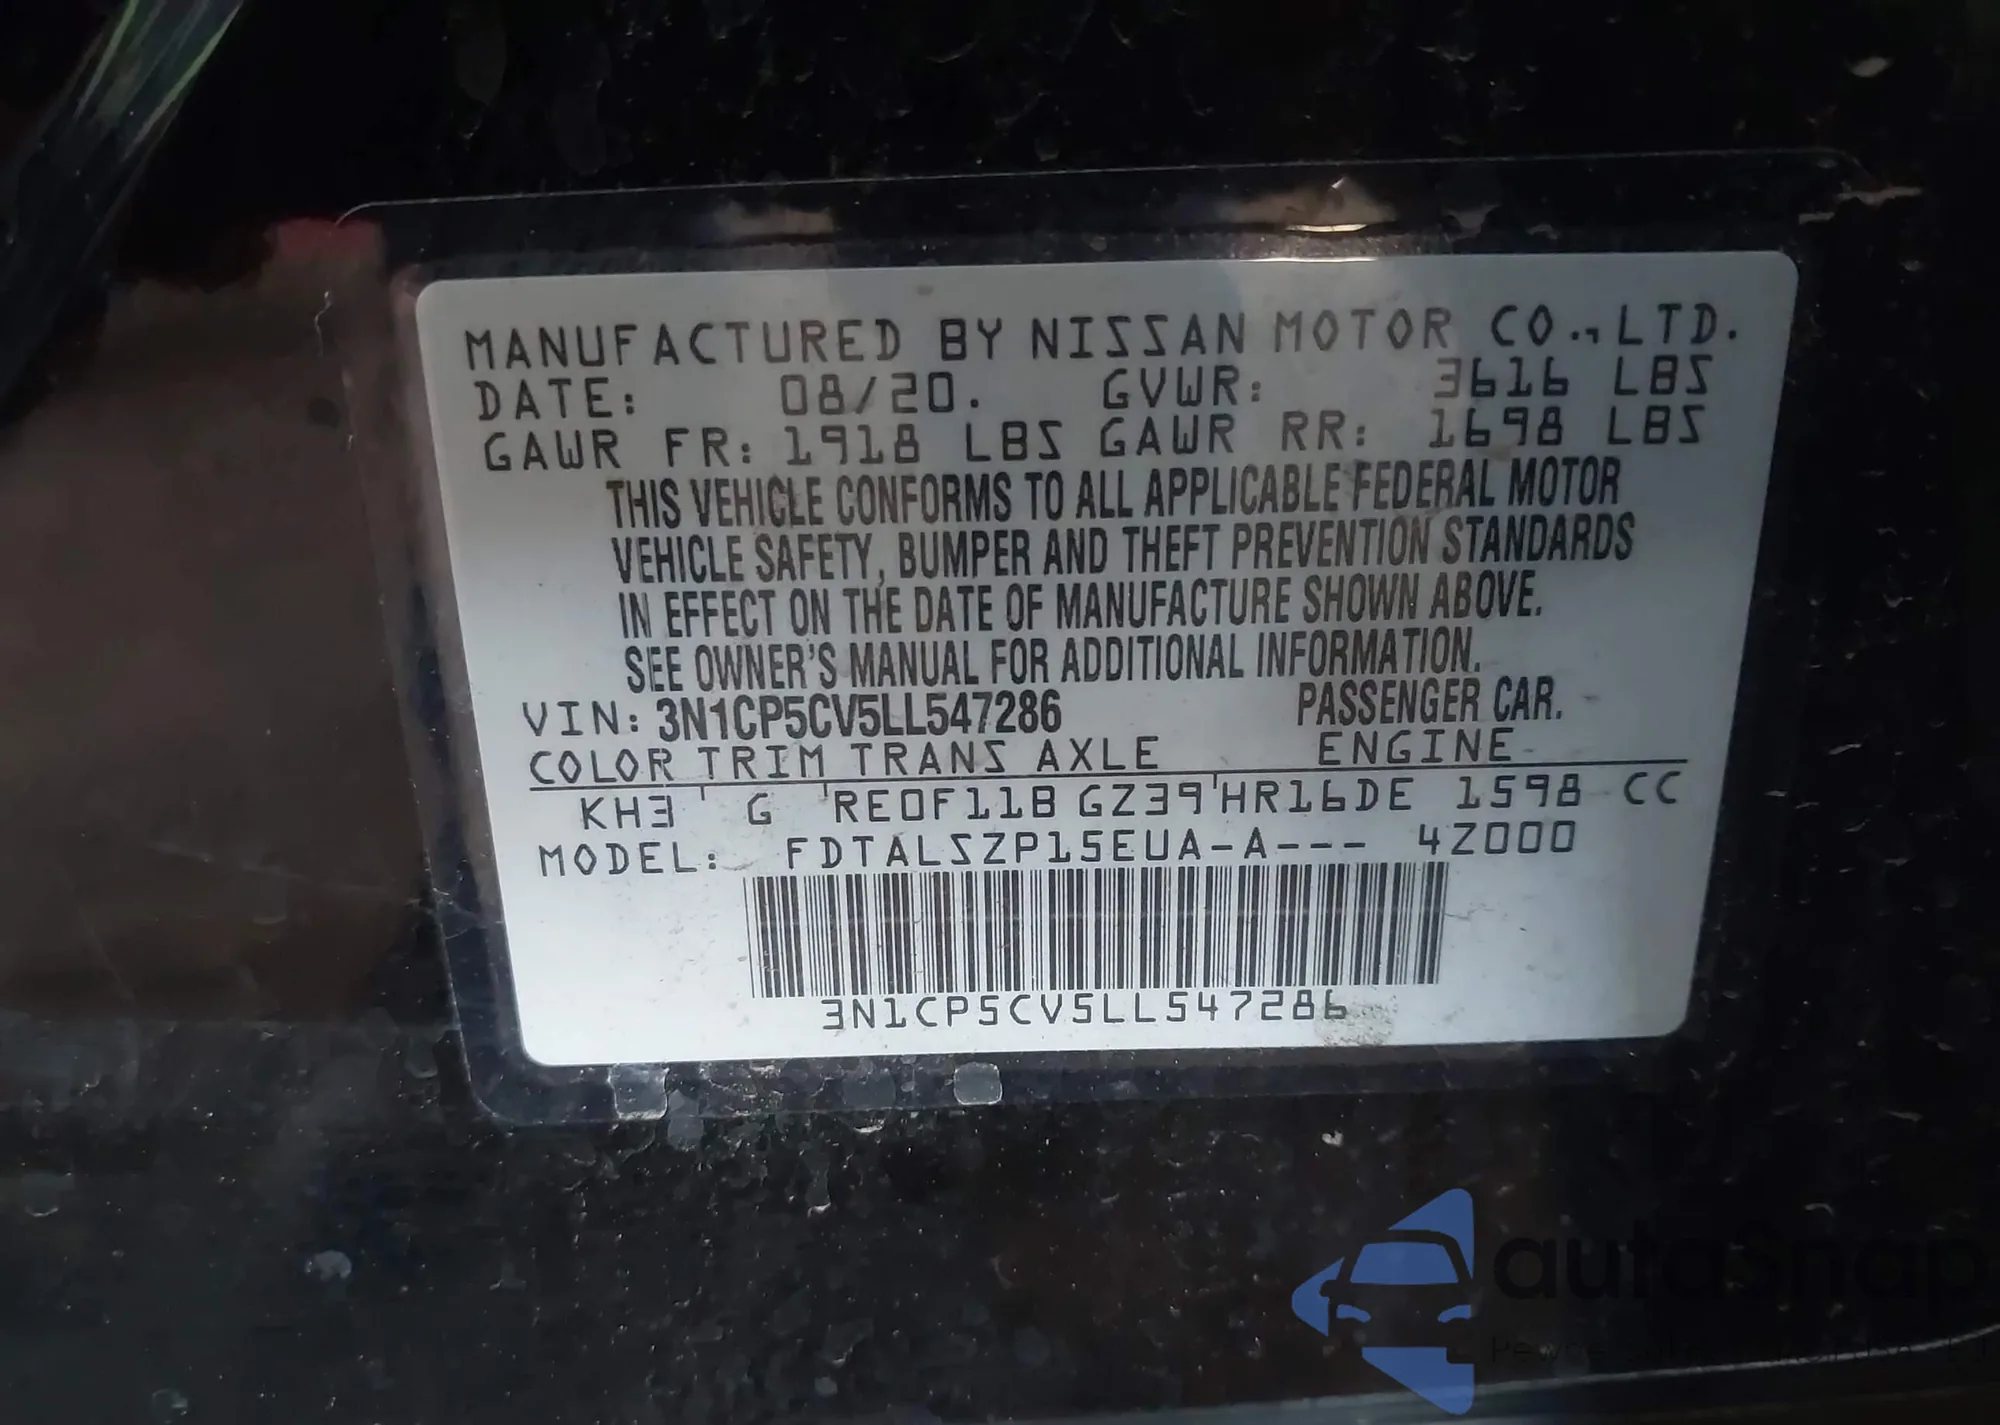 MANUFACTURED BY NISSAN MOTOR CO., LTD.
DATE: 08/20. GVWR: 3616 LBS
GAWR FR: 1918 LBS GAWR RR: 1698 LBS
THIS VEHICLE CONFORMS TO ALL APPLICABLE FEDERAL MOTOR
VEHICLE SAFETY, BUMPER AND THEFT PREVENTION STANDARDS
IN EFFECT ON THE DATE OF MANUFACTURE SHOWN ABOVE.
SEE OWNER'S MANUAL FOR ADDITIONAL INFORMATION.
VIN: 3N1CP5CV5LL547286 PASSENGER CAR.
COLOR TRIM TRANS AXLE ENGINE
KH3 G RE0F11B GZ39 HR16DE 1598 CC
MODEL: FDTALSZP15EUA-A--- 4Z000
3N1CP5CV5LL547286
autosnap